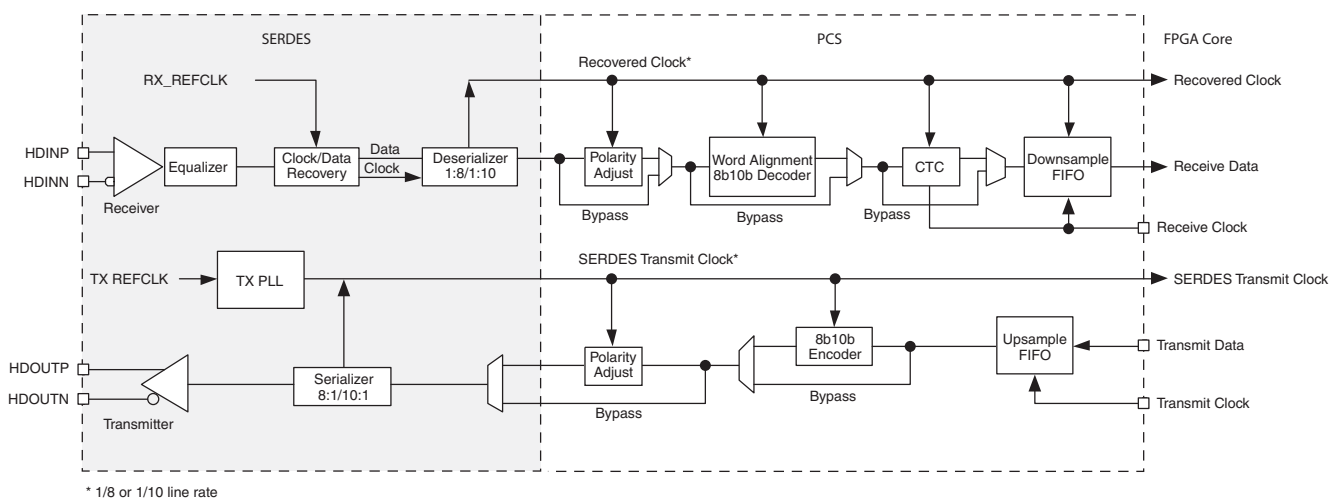 SERDES
PCS
FPGA Core
RX_REFCLK
Recovered Clock*
Recovered Clock
HDINP
HDINN
Receiver
Equalizer
Clock/Data
Recovery
Data
Clock
Deserializer
1:8/1:10
Polarity
Adjust
Bypass
Word Alignment
8b10b Decoder
Bypass
CTC
Bypass
Downsample
FIFO
Receive Data
Receive Clock
TX REFCLK
TX PLL
SERDES Transmit Clock*
SERDES Transmit Clock
HDOUTP
HDOUTN
Transmitter
Serializer
8:1/10:1
Polarity
Adjust
Bypass
8b10b
Encoder
Bypass
Upsample
FIFO
Transmit Data
Transmit Clock
* 1/8 or 1/10 line rate